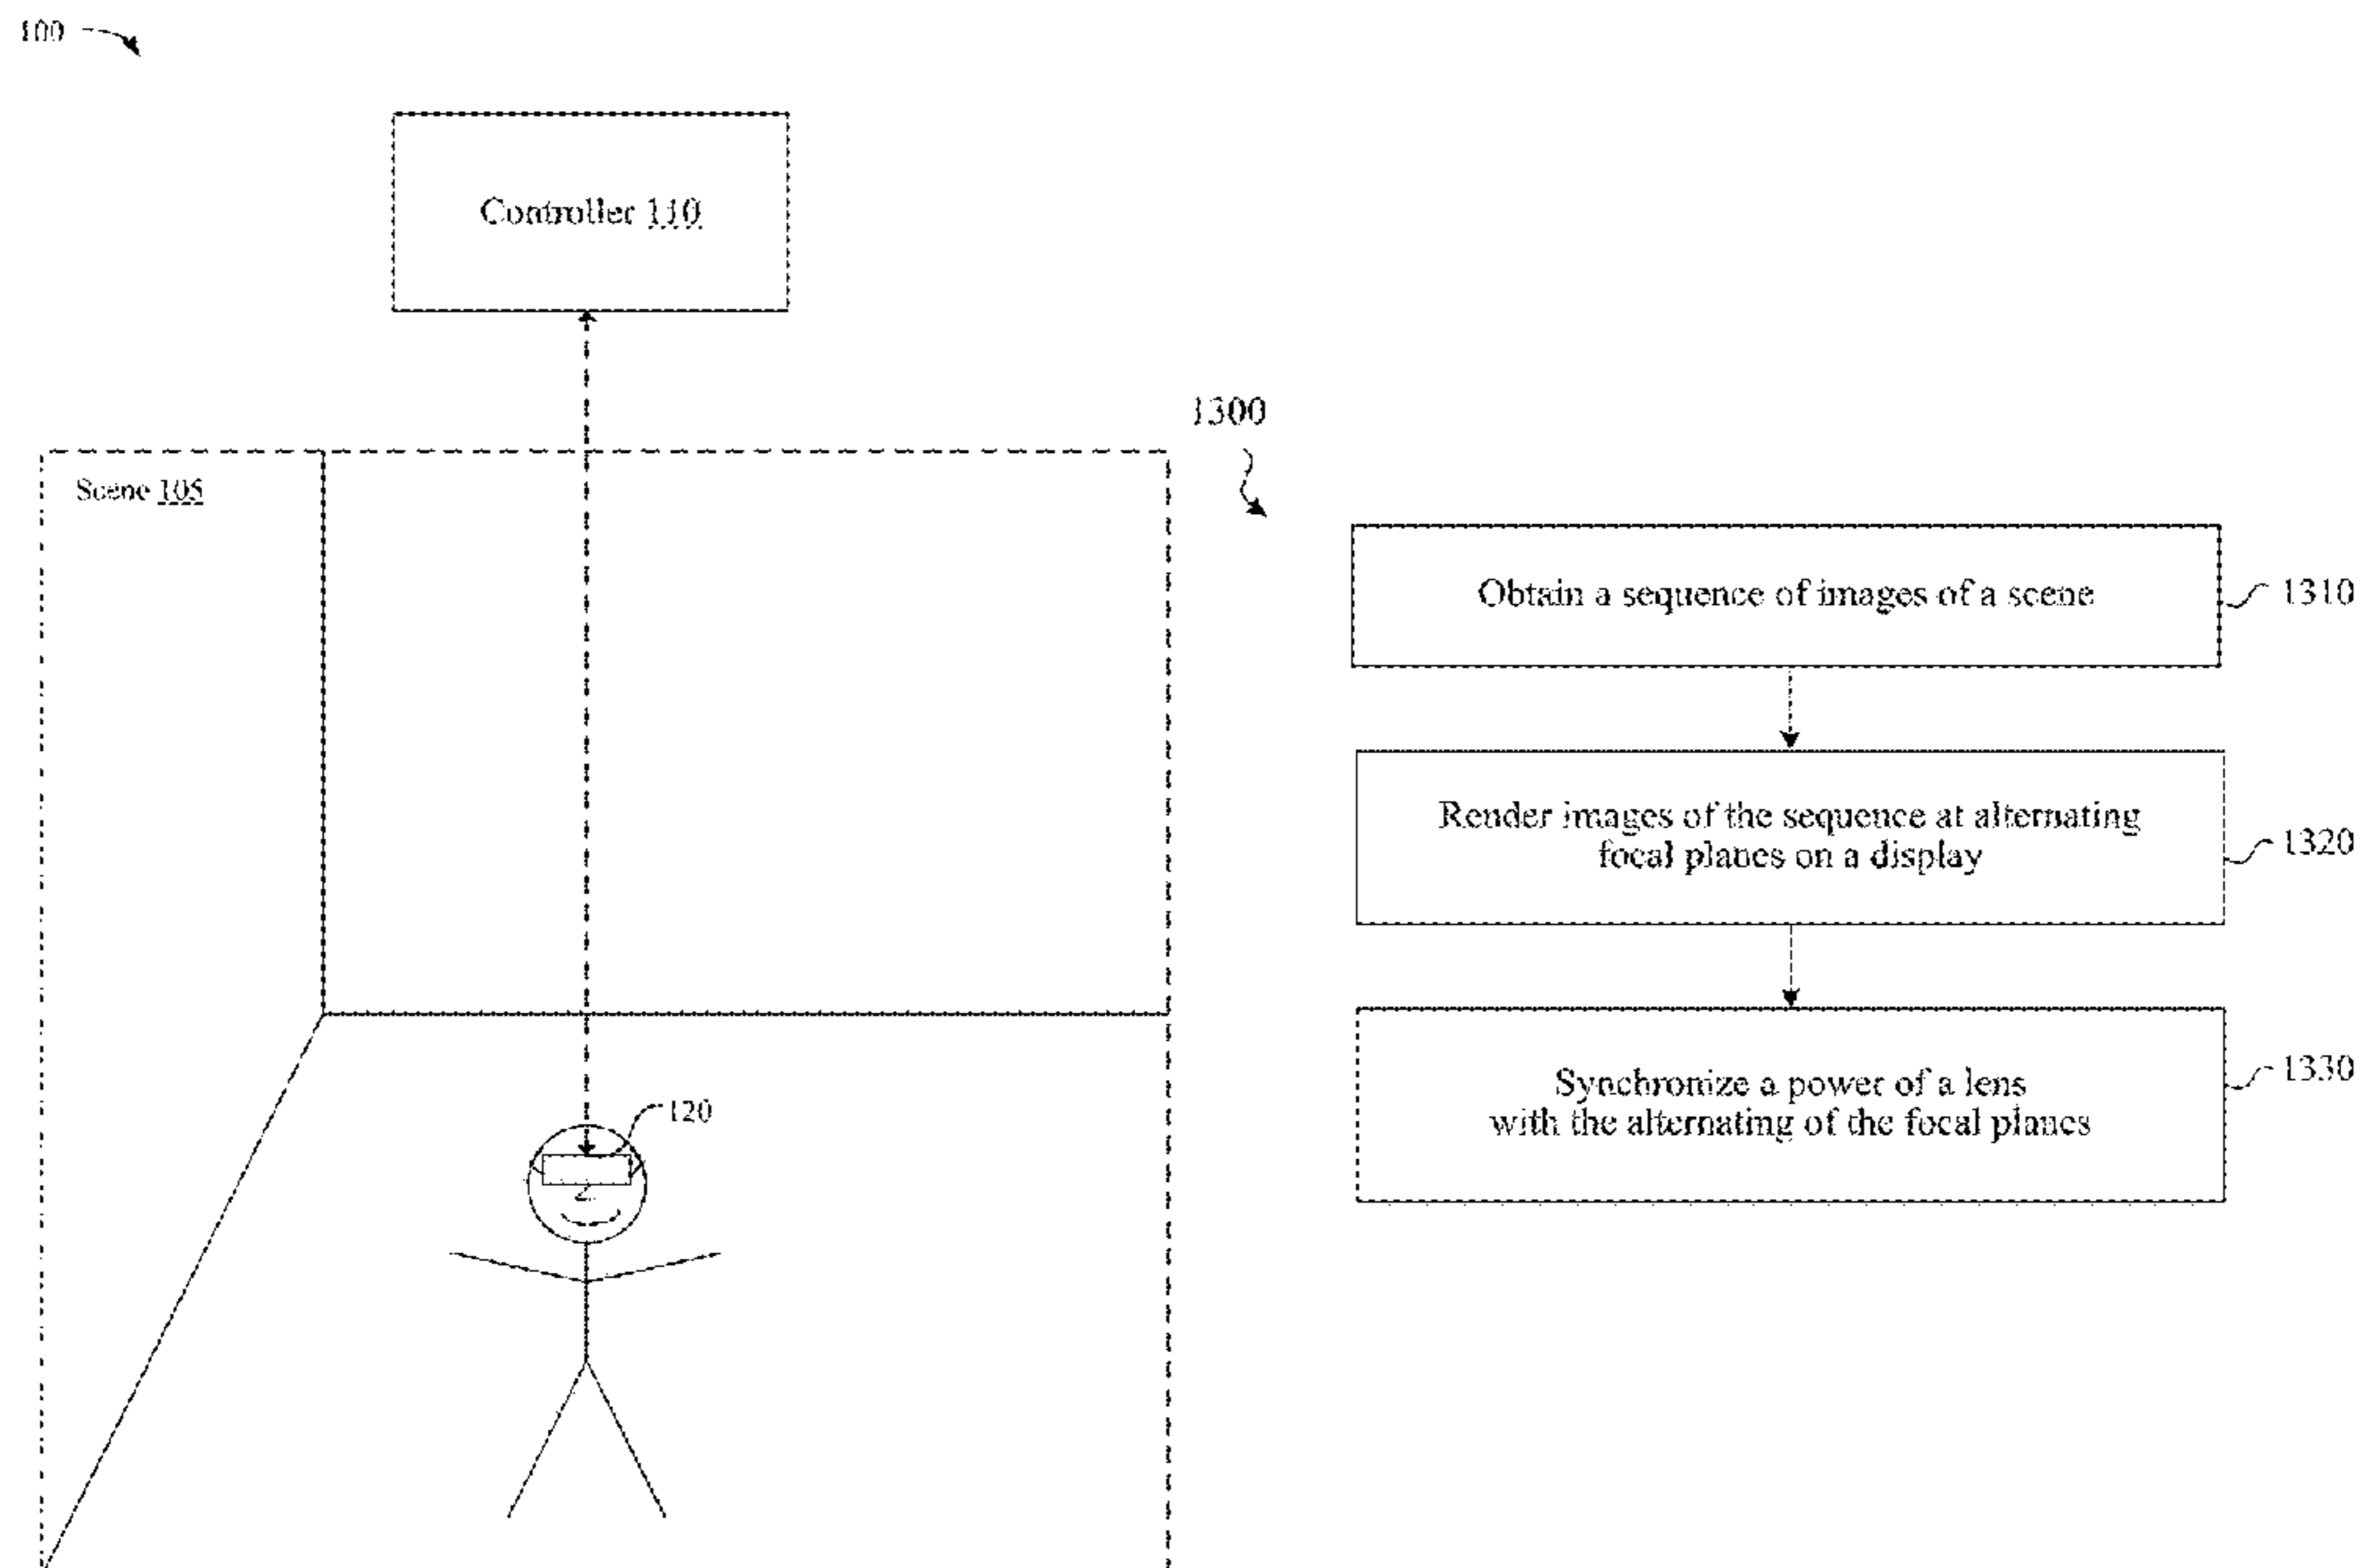 100
Controller 110
Scene 105
120
1300
Obtain a sequence of images of a scene
1310
Render images of the sequence at alternating
focal planes on a display
1320
Synchronize a power of a lens
with the alternating of the focal planes
1330